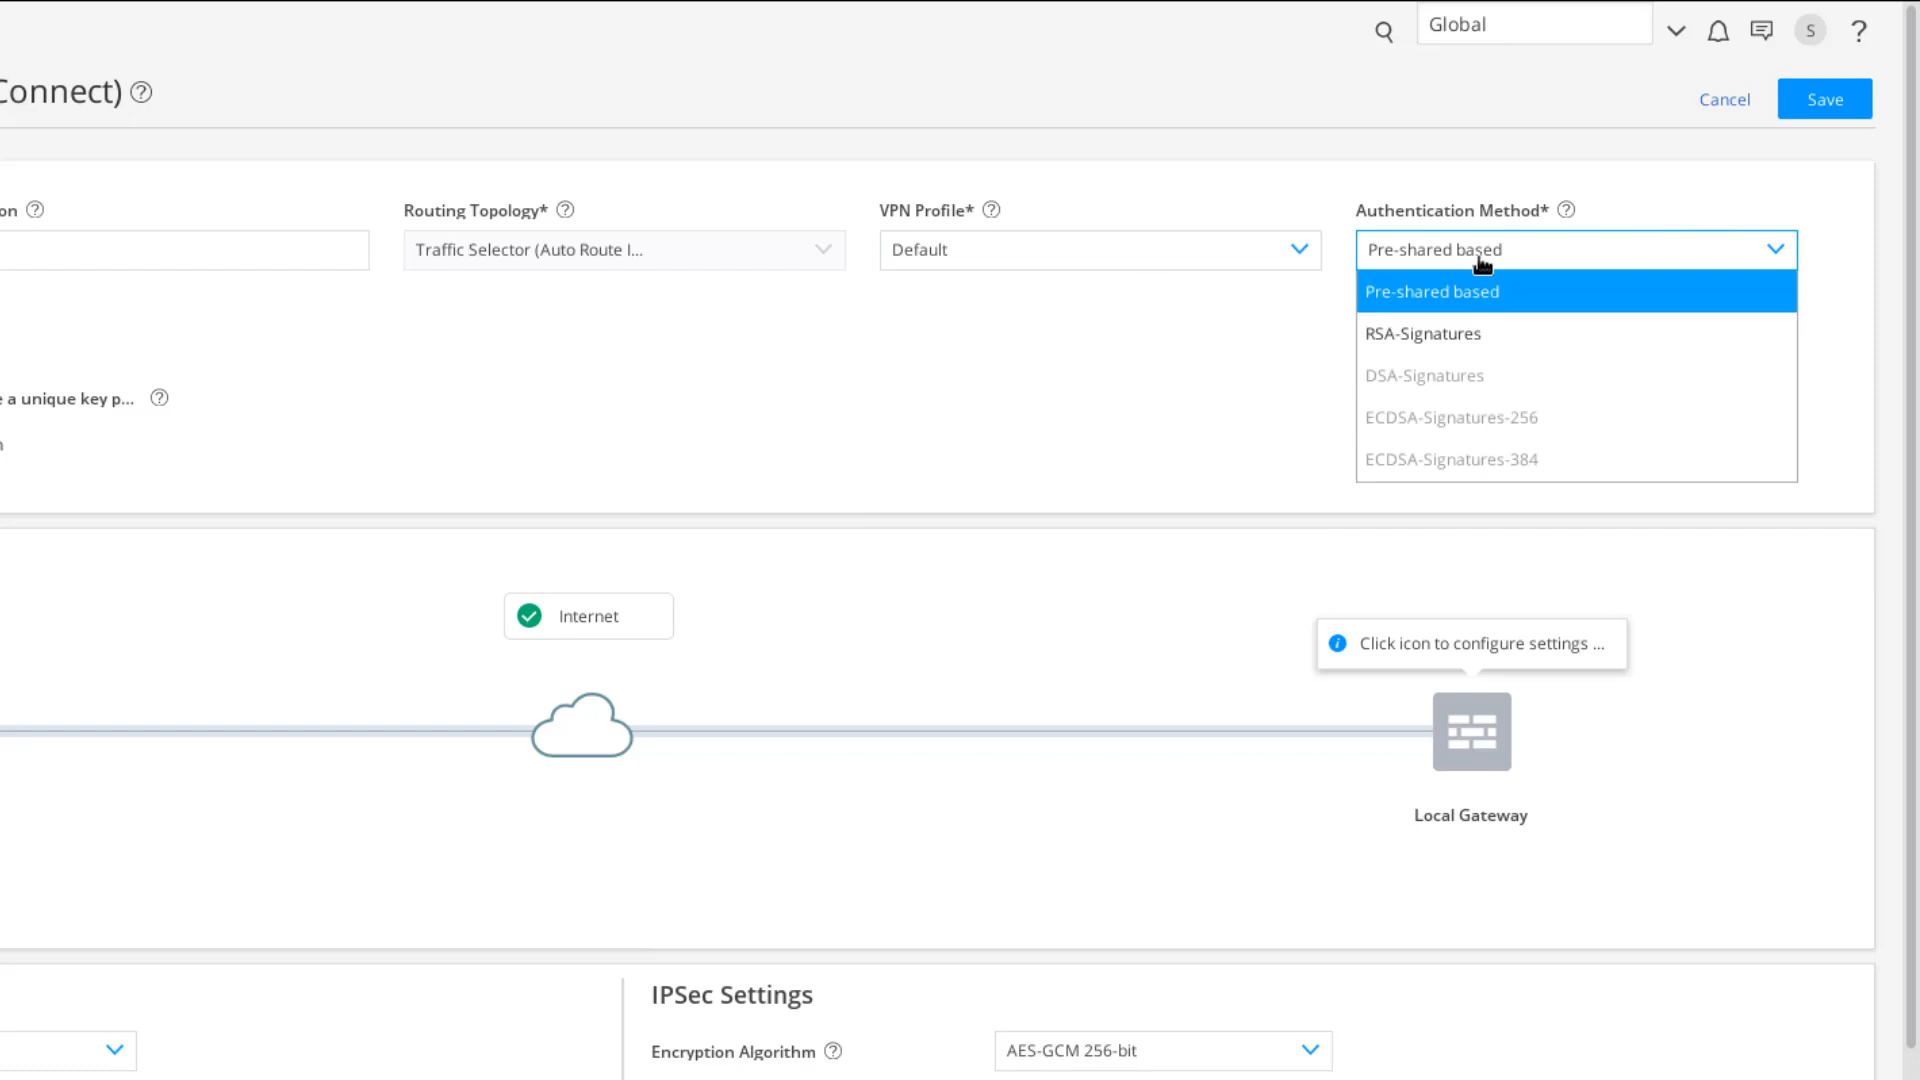 Global
S
?
Connect) ?
Cancel
Save
on ?
Routing Topology* ?
VPN Profile* ?
Authentication Method* ?
Traffic Selector (Auto Route I...
Default
Pre-shared based
Pre-shared based
RSA-Signatures
DSA-Signatures
e a unique key p... ?
ECDSA-Signatures-256
n
ECDSA-Signatures-384
Internet
i Click icon to configure settings ...
Local Gateway
IPSec Settings
Encryption Algorithm ?
AES-GCM 256-bit